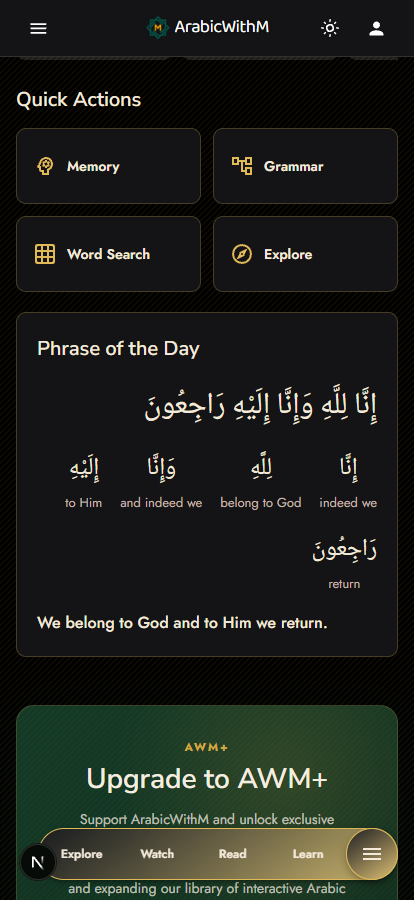 ArabicWithM
Quick Actions
Memory
Grammar
Word Search
Explore
Phrase of the Day
إِنَّا لِلَّهِ وَإِنَّا إِلَيْهِ رَاجِعُونَ
إِنَّا لِلَّهِ وَإِنَّا إِلَيْهِ
indeed we belong to God and indeed we to Him
رَاجِعُونَ
return
We belong to God and to Him we return.
AWM+
Upgrade to AWM+
Support ArabicWithM and unlock exclusive
Explore Watch Read Learn
and expanding our library of interactive Arabic